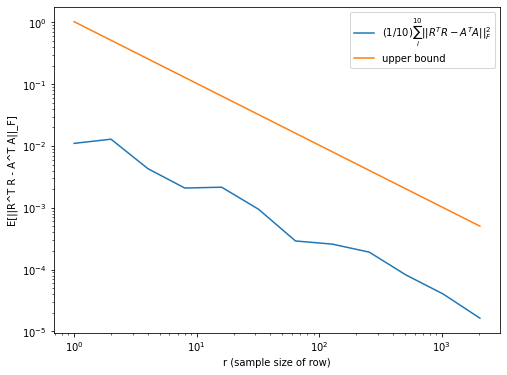 10⁰
10⁻¹
10⁻²
10⁻³
10⁻⁴
10⁻⁵
E[||R^T R - A^T A||_F]
(1/10)∑ᵢ¹⁰||RᵀR − AᵀA||²_F
upper bound
10⁰ 10¹ 10² 10³
r (sample size of row)